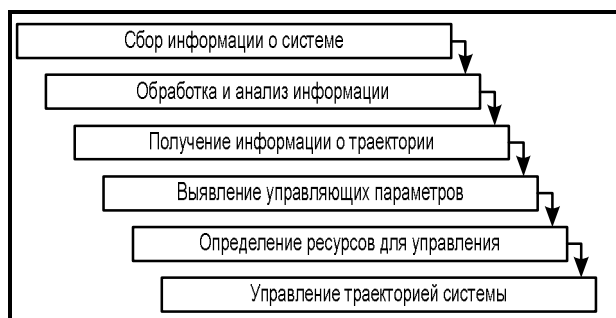 Сбор информации о системе
Обработка и анализ информации
Получение информации о траектории
Выявление управляющих параметров
Определение ресурсов для управления
Управление траекторией системы